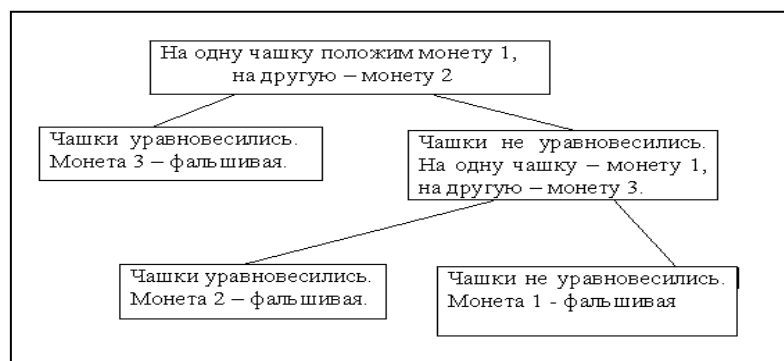 На одну чашку положим монету 1,
на другую – монету 2
Чашки уравновесились.
Монета 3 – фальшивая.
Чашки не уравновесились.
На одну чашку – монету 1,
на другую – монету 3.
Чашки уравновесились.
Монета 2 – фальшивая.
Чашки не уравновесились.
Монета 1 - фальшивая